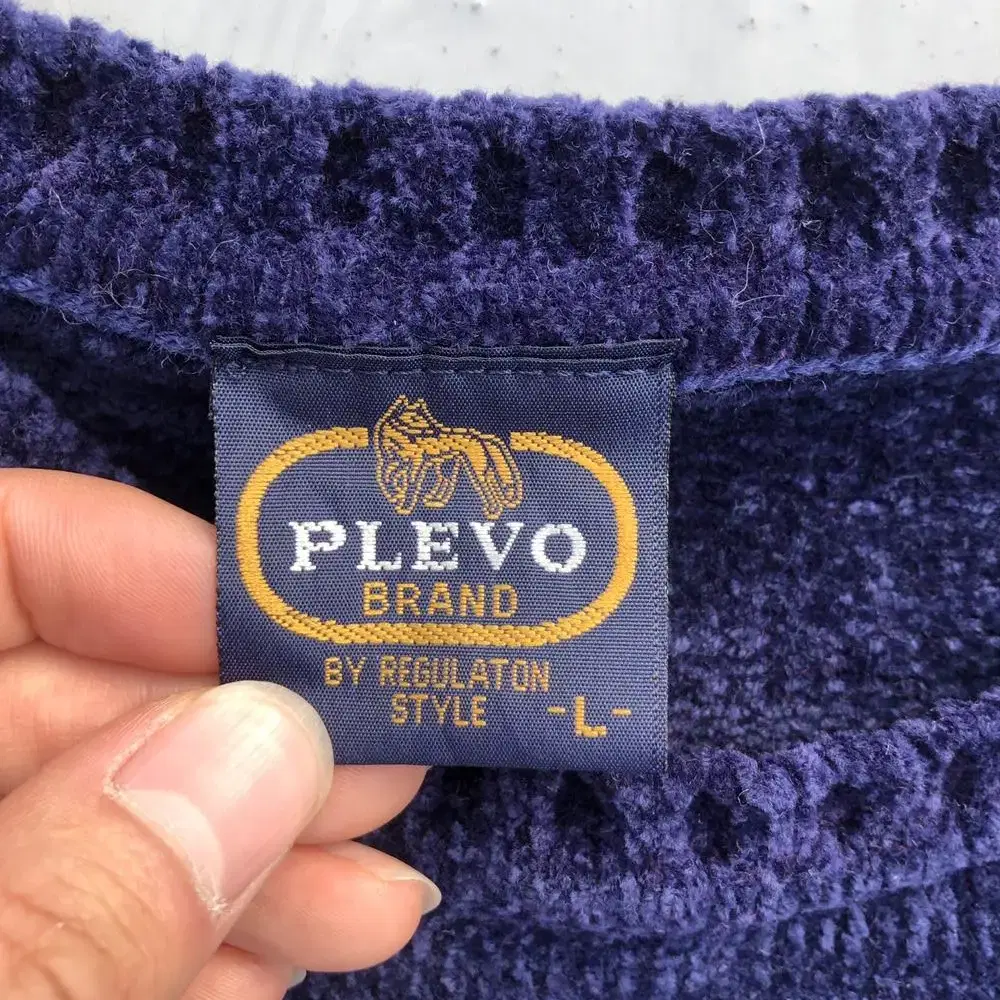 PLEVO
BRAND
BY REGULATON
STYLE -L-